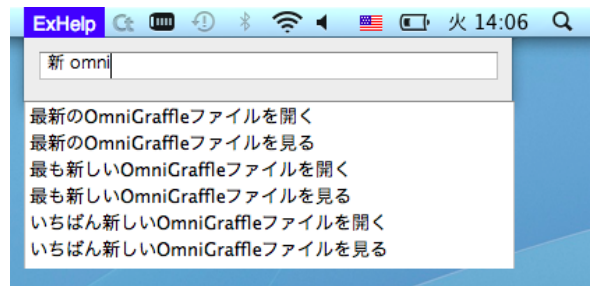 ExHelp Ct 火 14:06
新 omni
最新のOmniGraffleファイルを開く
最新のOmniGraffleファイルを見る
最も新しいOmniGraffleファイルを開く
最も新しいOmniGraffleファイルを見る
いちばん新しいOmniGraffleファイルを開く
いちばん新しいOmniGraffleファイルを見る